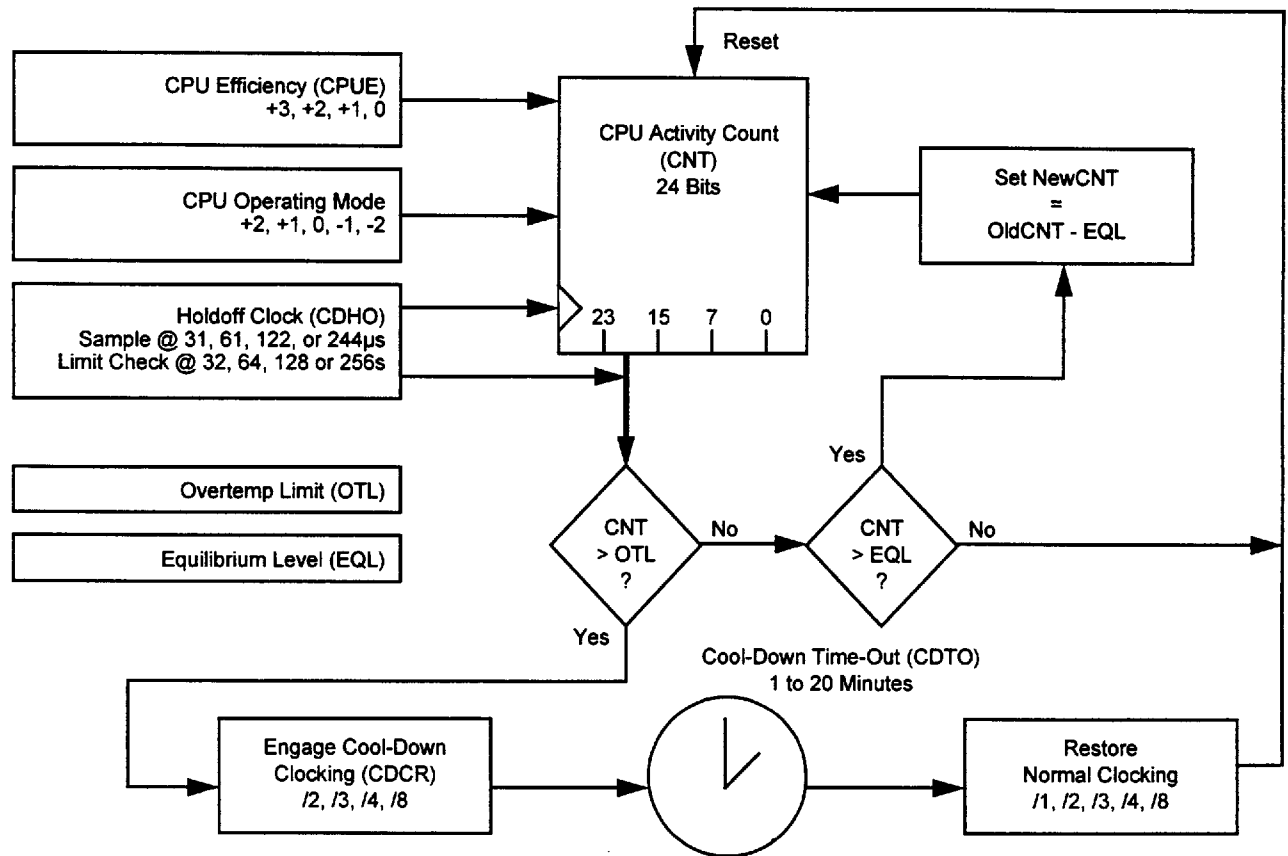 Reset
CPU Efficiency (CPUE)
+3, +2, +1, 0
CPU Activity Count
(CNT)
24 Bits
CPU Operating Mode
+2, +1, 0, -1, -2
Set NewCNT
=
OldCNT - EQL
Holdoff Clock (CDHO)
Sample @ 31, 61, 122, or 244µs
Limit Check @ 32, 64, 128 or 256s
23 15 7 0
Overtemp Limit (OTL)
Equilibrium Level (EQL)
CNT
> OTL
?
No
Yes
Yes
CNT
> EQL
?
No
Cool-Down Time-Out (CDTO)
1 to 20 Minutes
Engage Cool-Down
Clocking (CDCR)
/2, /3, /4, /8
Restore
Normal Clocking
/1, /2, /3, /4, /8